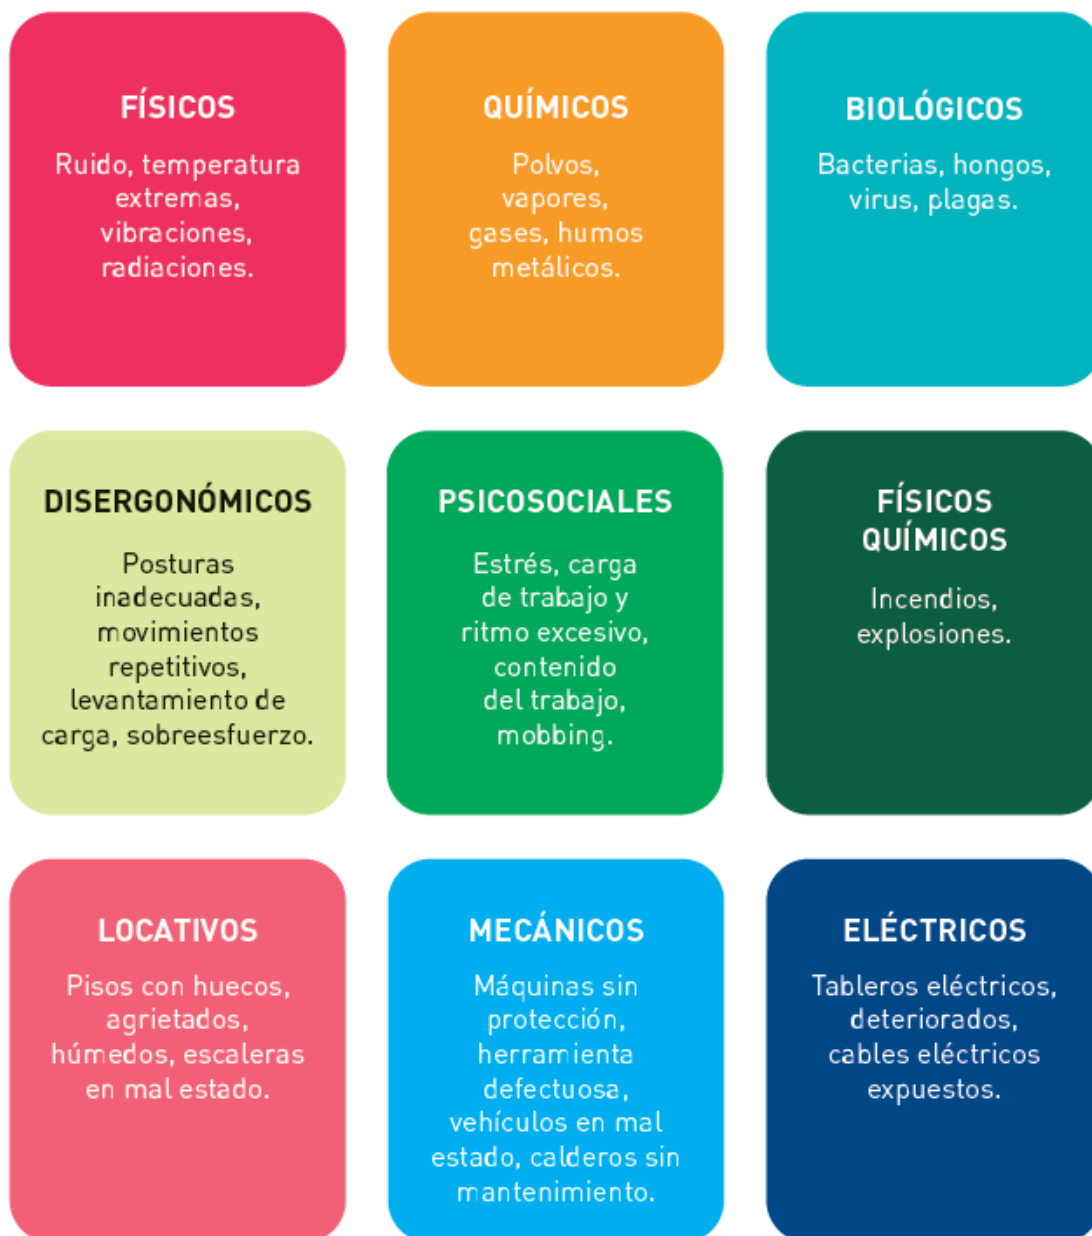 FÍSICOS
Ruido, temperatura
extremas,
vibraciones,
radiaciones.
QUÍMICOS
Polvos,
vapores,
gases, humos
metálicos.
BIOLÓGICOS
Bacterias, hongos,
virus, plagas.
DISERGONÓMICOS
Posturas
inadecuadas,
movimientos
repetitivos,
levantamiento de
carga, sobreesfuerzo.
PSICOSOCIALES
Estrés, carga
de trabajo y
ritmo excesivo,
contenido
del trabajo,
mobbing.
FÍSICOS
QUÍMICOS
Incendios,
explosiones.
LOCATIVOS
Pisos con huecos,
agrietados,
húmedos, escaleras
en mal estado.
MECÁNICOS
Máquinas sin
protección,
herramienta
defectuosa,
vehículos en mal
estado, calderos sin
mantenimiento.
ELÉCTRICOS
Tableros eléctricos,
deteriorados,
cables eléctricos
expuestos.